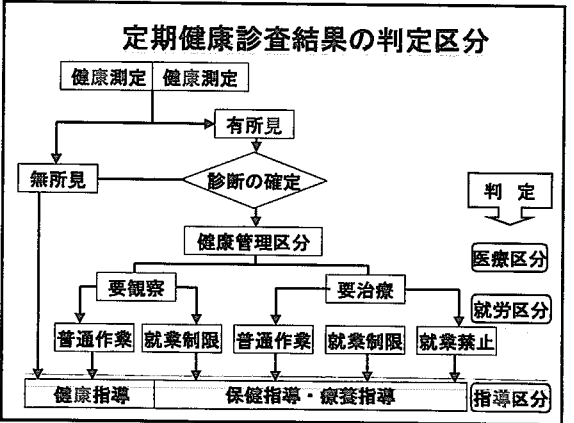 定期健康診査結果の判定区分
健康測定 健康測定
有所見
無所見
診断の確定
判定
健康管理区分
医療区分
要観察
要治療
就労区分
普通作業
就業制限
普通作業
就業制限
就業禁止
健康指導
保健指導・療養指導
指導区分